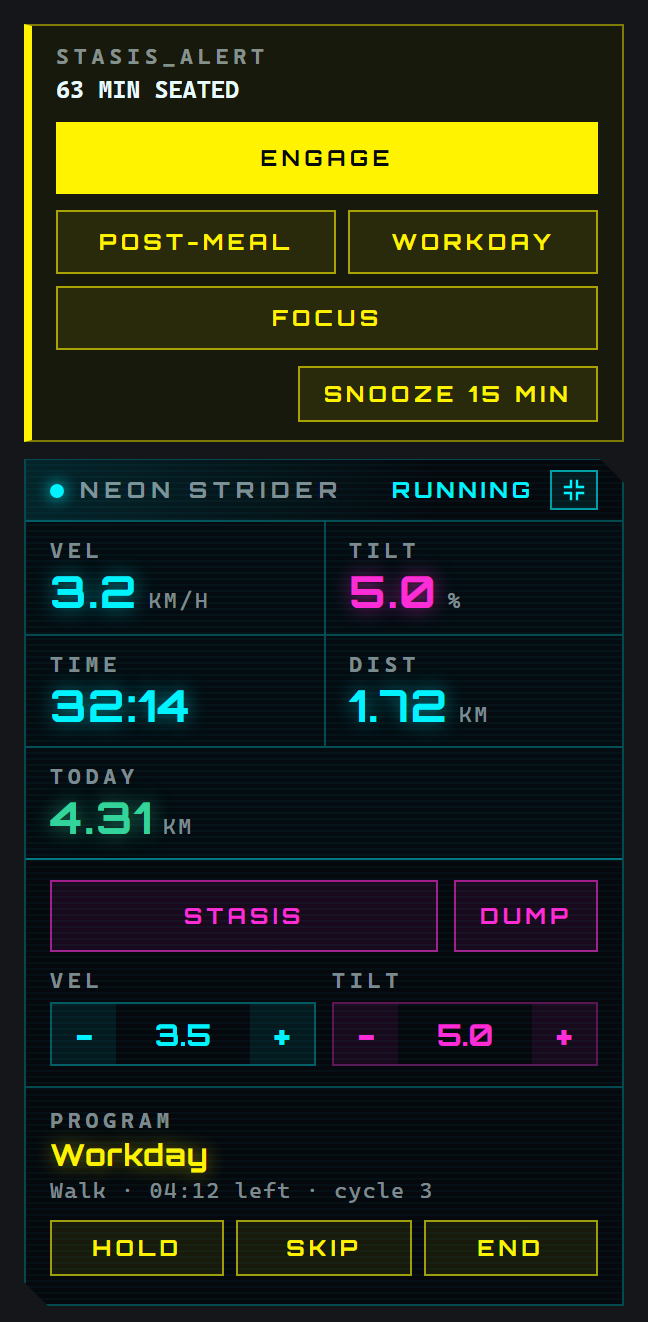 STASIS_ALERT
63 MIN SEATED
ENGAGE
POST-MEAL WORKDAY
FOCUS
SNOOZE 15 MIN
NEON STRIDER RUNNING
VEL TILT
3.2 KM/H 5.0 %
TIME DIST
32:14 1.72 KM
TODAY
4.31 KM
STASIS DUMP
VEL TILT
- 3.5 + - 5.0 +
PROGRAM
Workday
Walk · 04:12 left · cycle 3
HOLD SKIP END